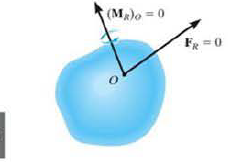 (M_R)_O = 0
F_R = 0
O